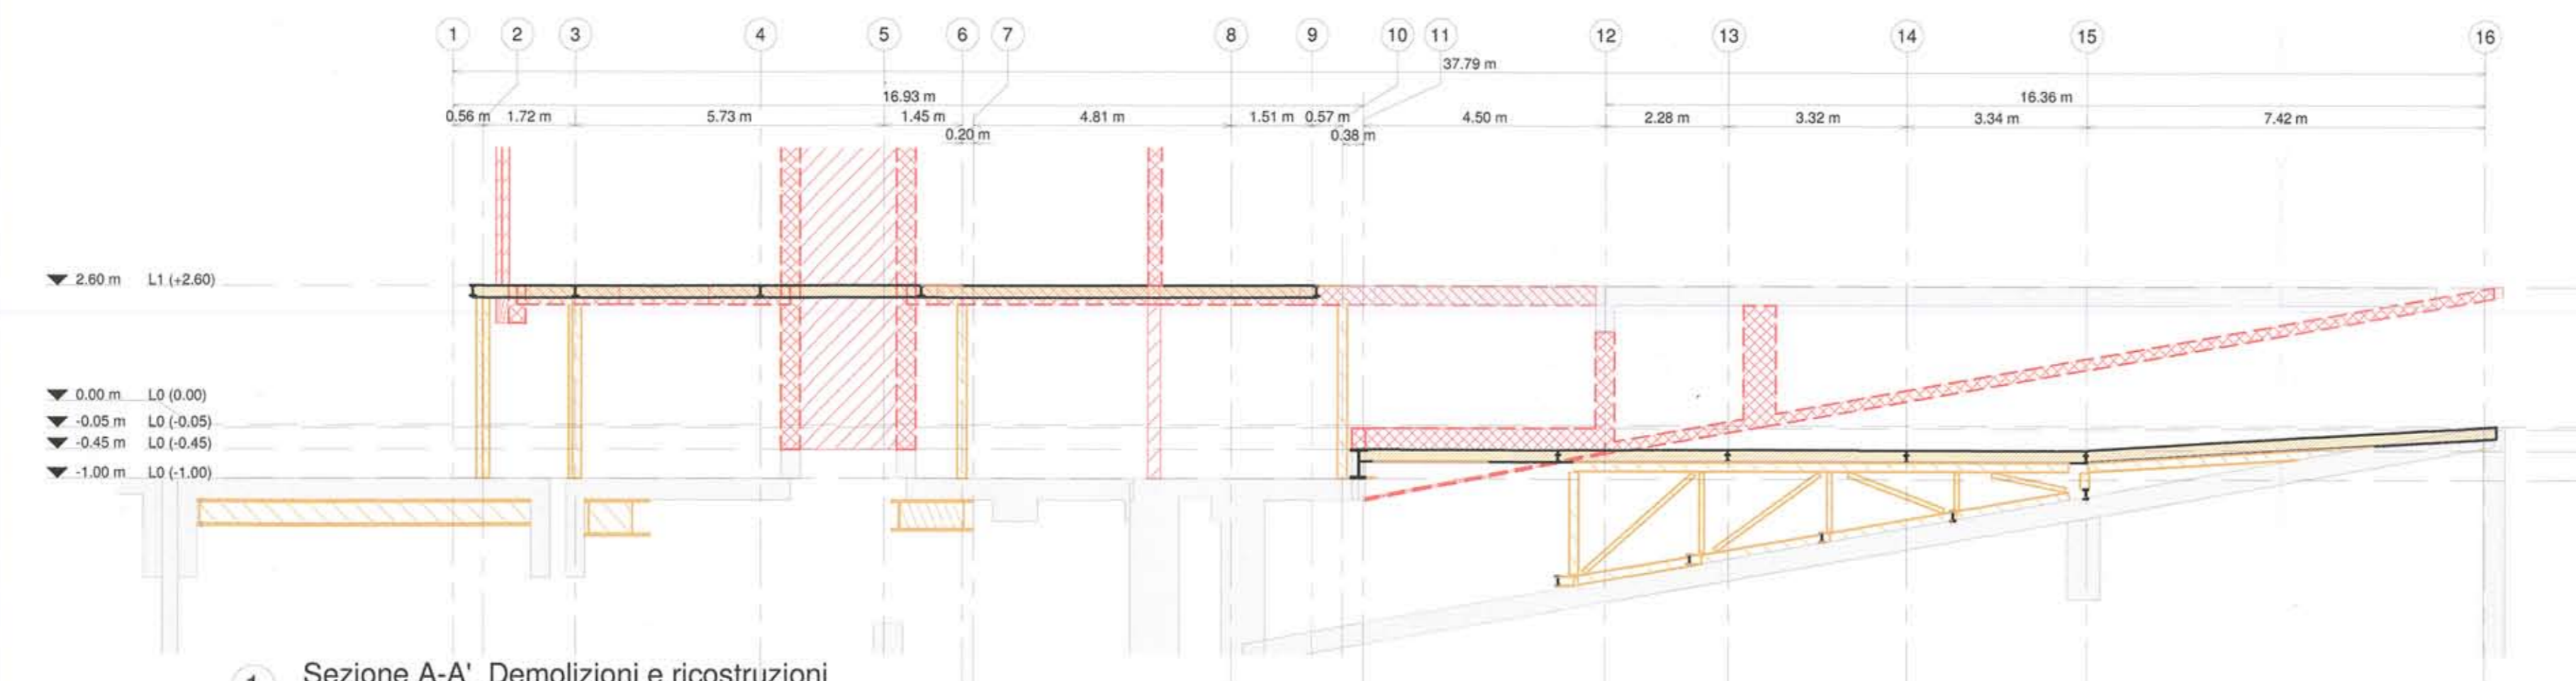 1 2 3 4 5 6 7 8 9 10 11 12 13 14 15 16
37.79 m
16.93 m 16.36 m
0.56 m 1.72 m 5.73 m 1.45 m 4.81 m 1.51 m 0.57 m 4.50 m 2.28 m 3.32 m 3.34 m 7.42 m
0.20 m 0.38 m
2.60 m L1 (+2.60)
0.00 m L0 (0.00)
-0.05 m L0 (-0.05)
-0.45 m L0 (-0.45)
-1.00 m L0 (-1.00)
1 Sezione A-A' Demolizioni e ricostruzioni